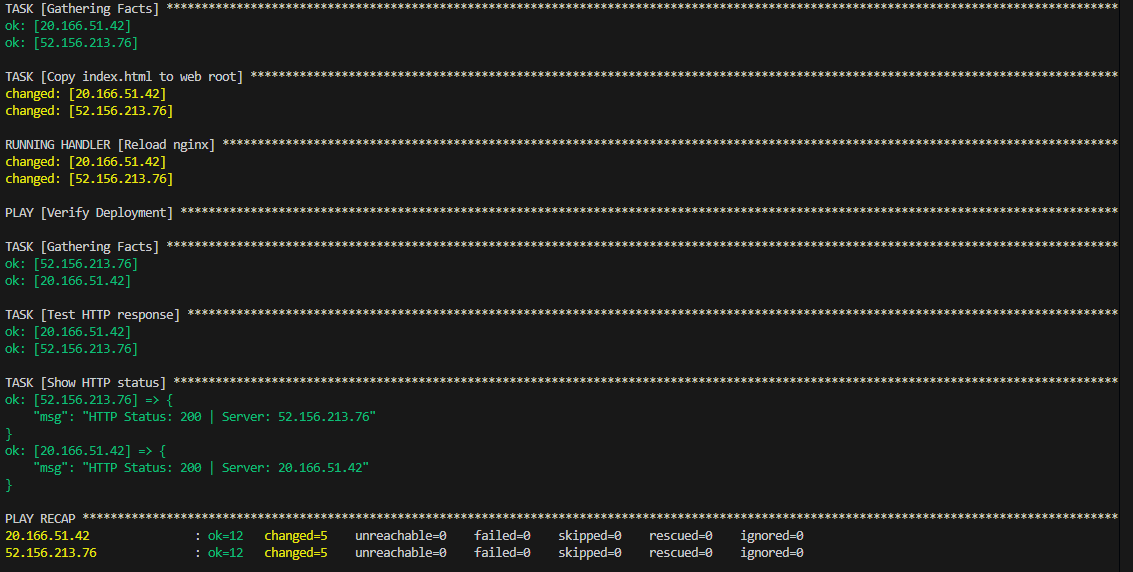 TASK [Gathering Facts] ****************************************************************************************************************************************
ok: [20.166.51.42]
ok: [52.156.213.76]
TASK [Copy index.html to web root] ****************************************************************************************************************************
changed: [20.166.51.42]
changed: [52.156.213.76]
RUNNING HANDLER [Reload nginx] ********************************************************************************************************************************
changed: [20.166.51.42]
changed: [52.156.213.76]
PLAY [Verify Deployment] **************************************************************************************************************************************
TASK [Gathering Facts] ****************************************************************************************************************************************
ok: [52.156.213.76]
ok: [20.166.51.42]
TASK [Test HTTP response] *************************************************************************************************************************************
ok: [20.166.51.42]
ok: [52.156.213.76]
TASK [Show HTTP status] ***************************************************************************************************************************************
ok: [52.156.213.76] => {
    "msg": "HTTP Status: 200 | Server: 52.156.213.76"
}
ok: [20.166.51.42] => {
    "msg": "HTTP Status: 200 | Server: 20.166.51.42"
}
PLAY RECAP ****************************************************************************************************************************************************
20.166.51.42               : ok=12   changed=5    unreachable=0    failed=0    skipped=0    rescued=0    ignored=0
52.156.213.76              : ok=12   changed=5    unreachable=0    failed=0    skipped=0    rescued=0    ignored=0